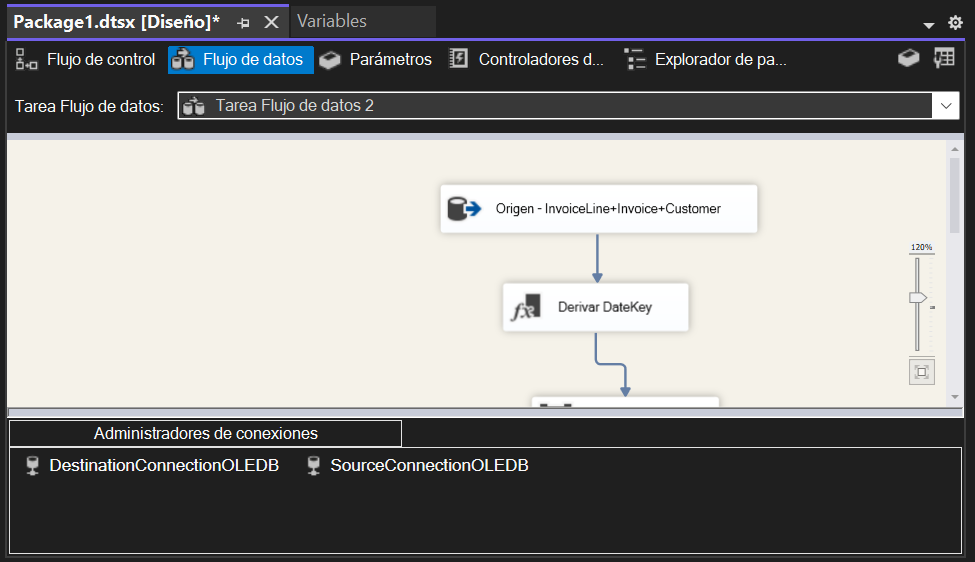 Package1.dtsx [Diseño]* Variables
Flujo de control Flujo de datos Parámetros Controladores d... Explorador de pa...
Tarea Flujo de datos: Tarea Flujo de datos 2
Origen - InvoiceLine+Invoice+Customer
120%
Derivar DateKey
Administradores de conexiones
DestinationConnectionOLEDB SourceConnectionOLEDB